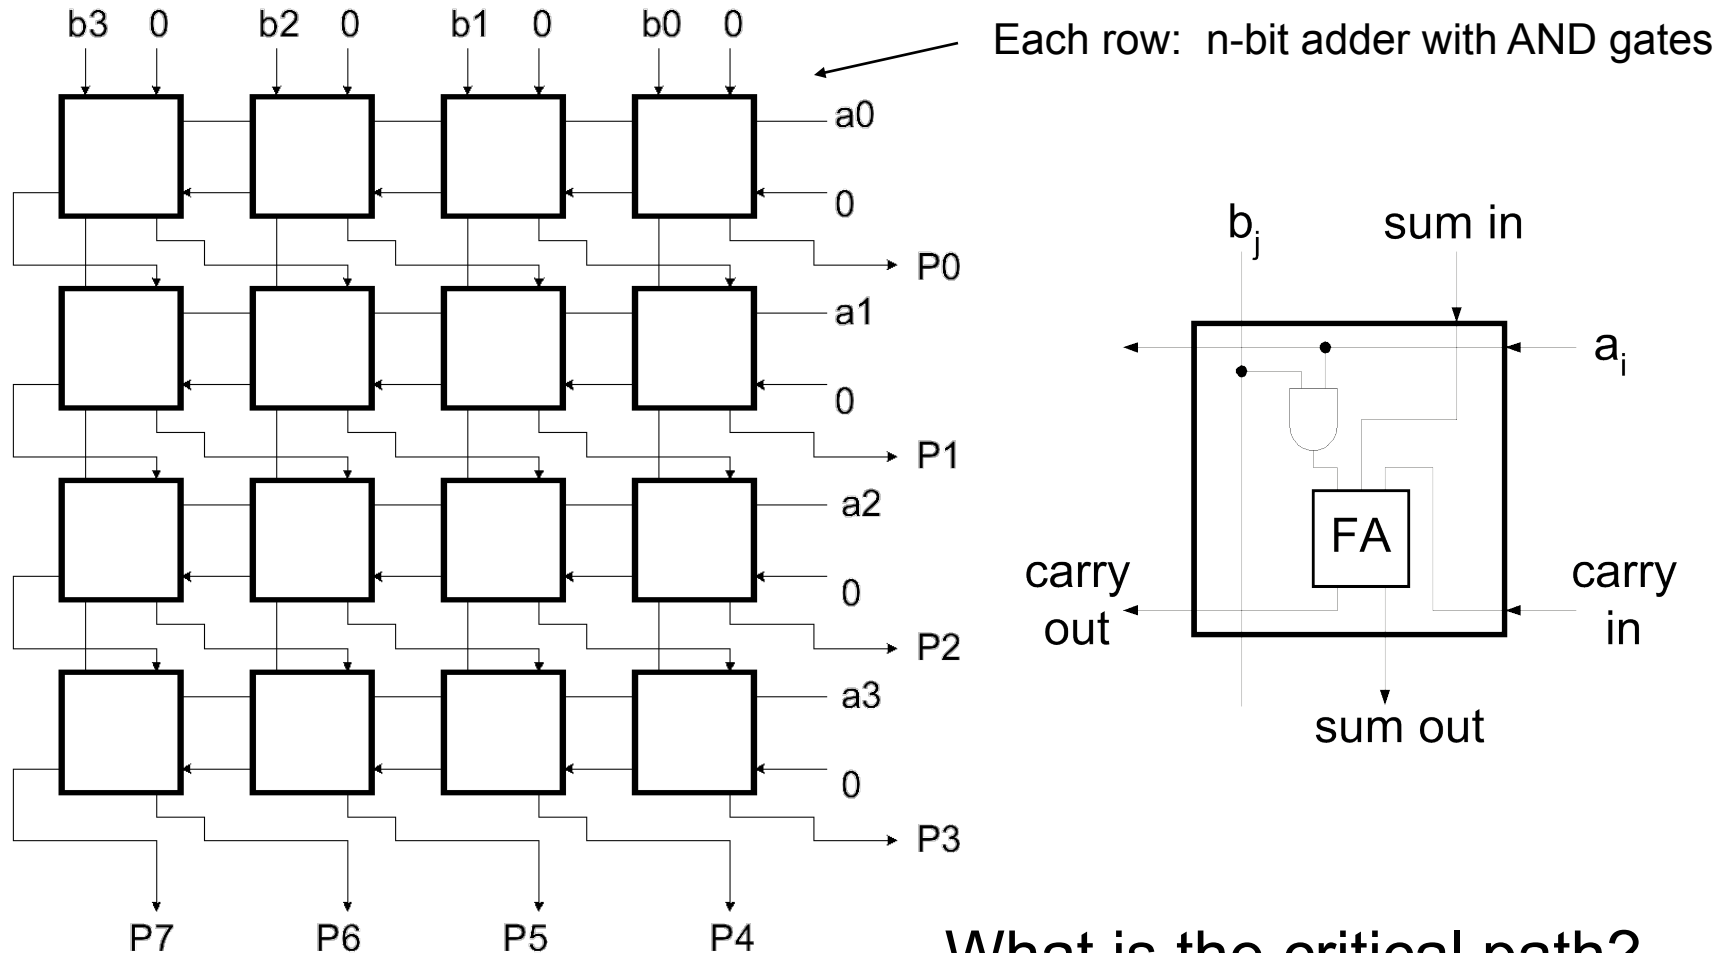 b3 0 b2 0 b1 0 b0 0
Each row: n-bit adder with AND gates
a0
0
P0
a1
0
P1
a2
0
P2
a3
0
P3
P7 P6 P5 P4
bj sum in
ai
FA
carry out
carry in
sum out
What is the critical path?